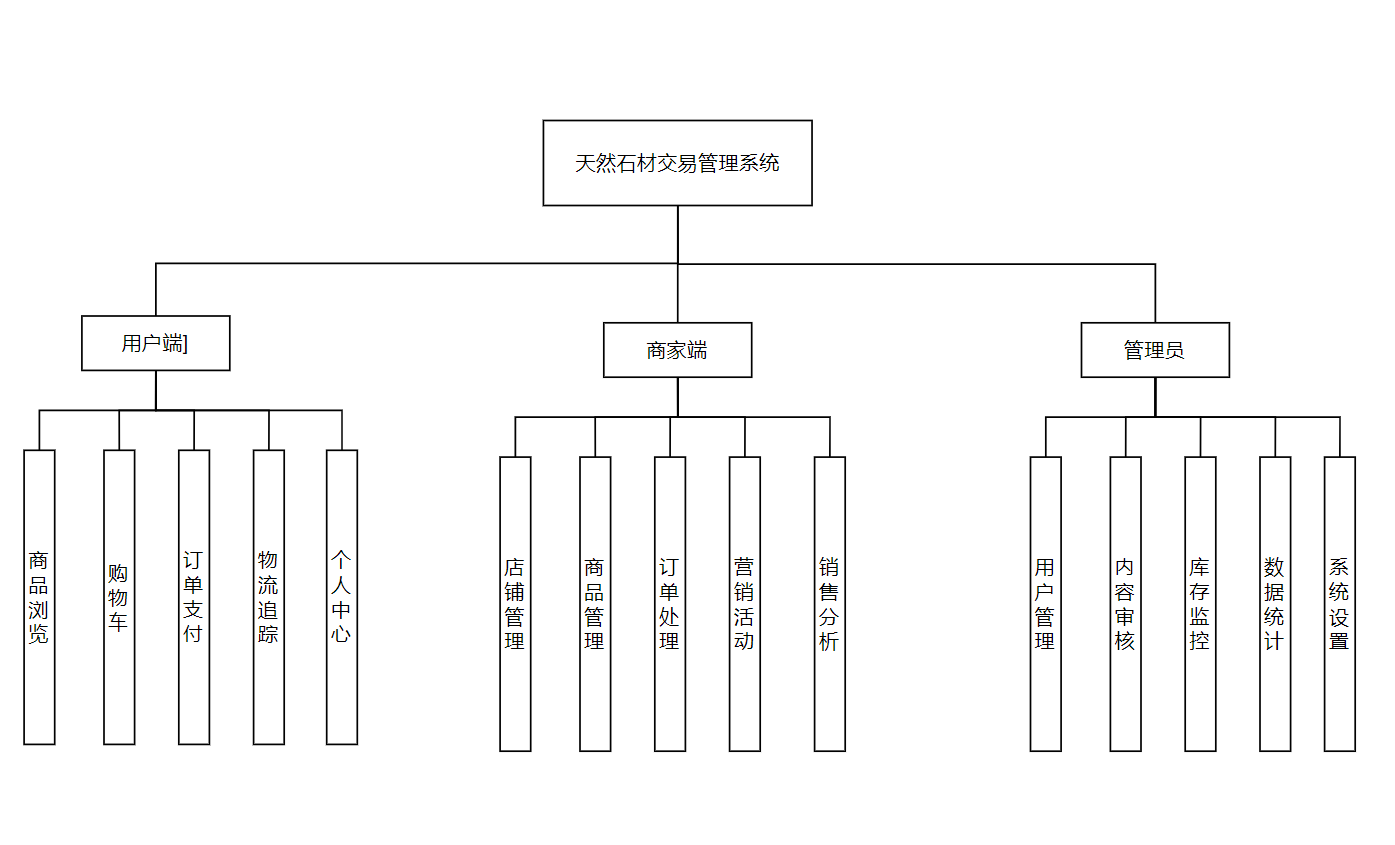 天然石材交易管理系统
用户端]
商家端
管理员
商品浏览
购物车
订单支付
物流追踪
个人中心
店铺管理
商品管理
订单处理
营销活动
销售分析
用户管理
内容审核
库存监控
数据统计
系统设置